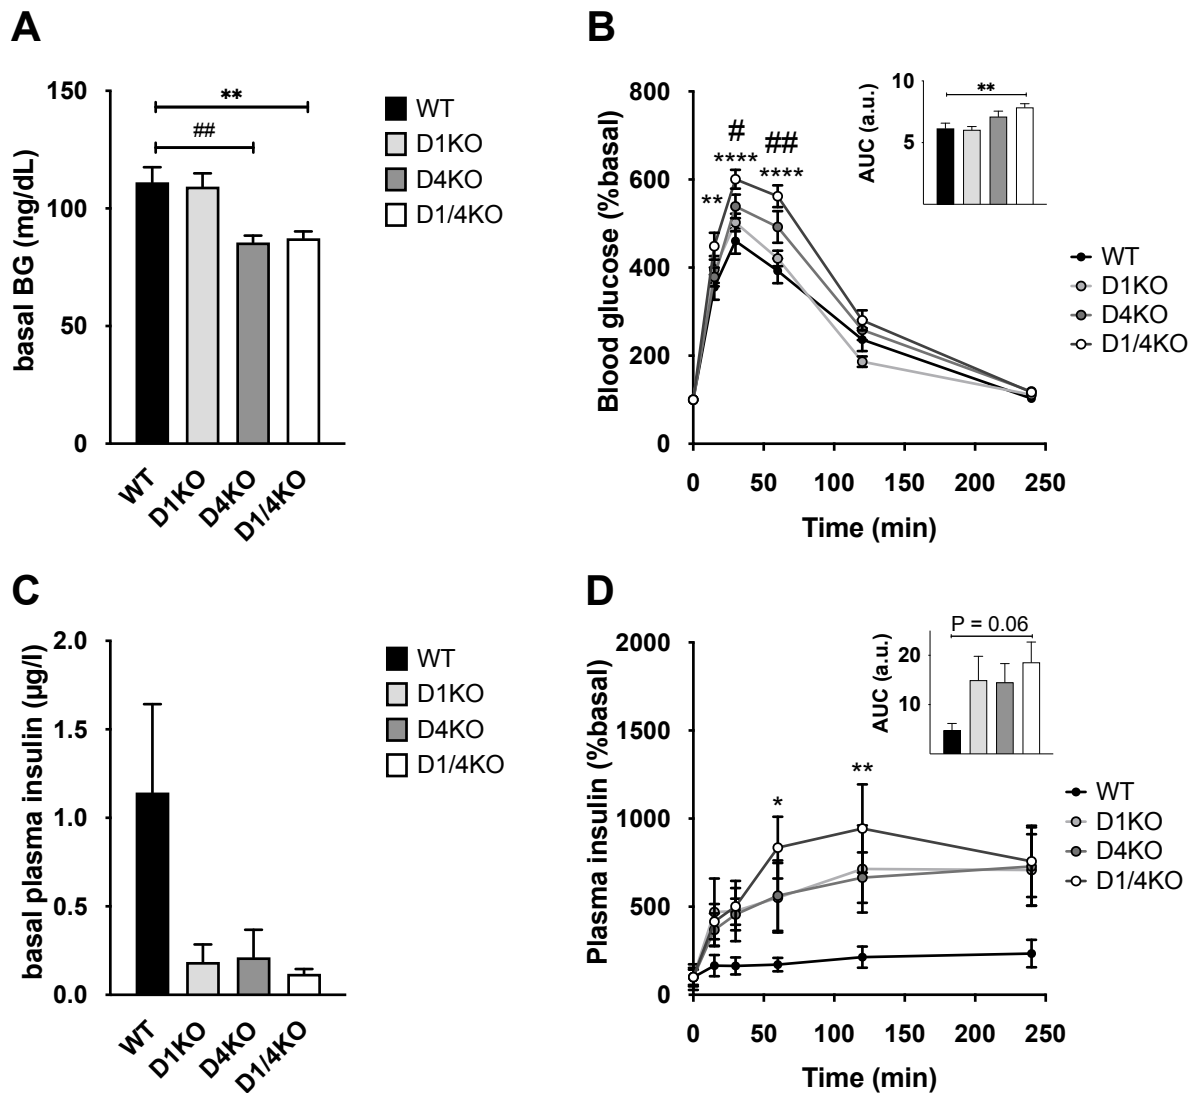 A
basal BG (mg/dL)
150
100
50
0
**
##
WT
D1KO
D4KO
D1/4KO
WT
D1KO
D4KO
D1/4KO
B
Blood glucose (%basal)
800
600
400
200
0
**
#
****
##
****
AUC (a.u.)
10
5
**
WT
D1KO
D4KO
D1/4KO
0
50
100
150
200
250
Time (min)
C
basal plasma insulin (µg/l)
2.0
1.5
1.0
0.5
0.0
WT
D1KO
D4KO
D1/4KO
WT
D1KO
D4KO
D1/4KO
D
Plasma insulin (%basal)
2000
1500
1000
500
0
*
**
P = 0.06
AUC (a.u.)
20
10
WT
D1KO
D4KO
D1/4KO
0
50
100
150
200
250
Time (min)